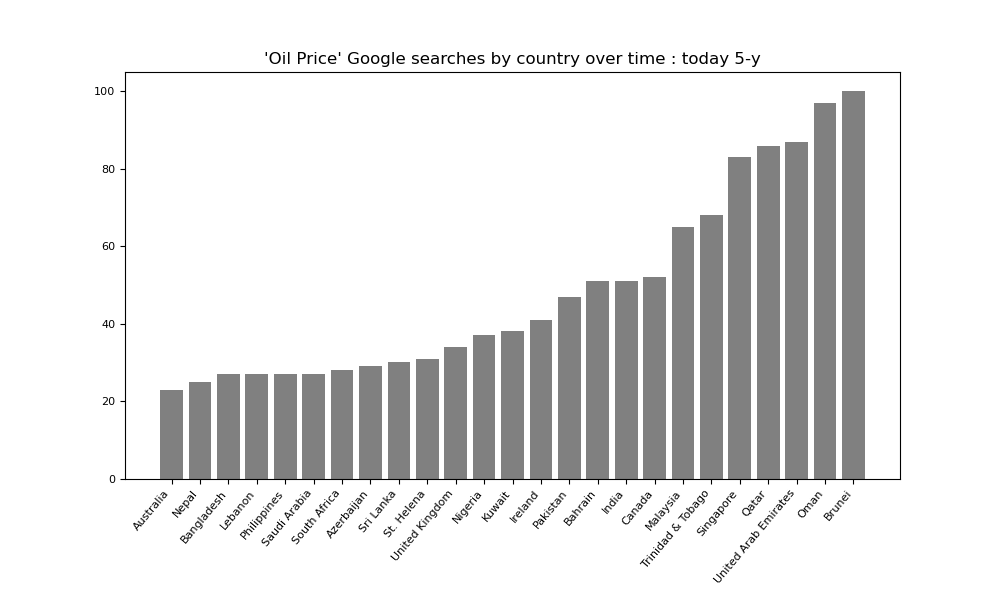 'Oil Price' Google searches by country over time : today 5-y
100
80
60
40
20
0
Australia
Nepal
Bangladesh
Lebanon
Philippines
Saudi Arabia
South Africa
Azerbaijan
Sri Lanka
St. Helena
United Kingdom
Nigeria
Kuwait
Ireland
Pakistan
Bahrain
India
Canada
Malaysia
Trinidad & Tobago
Singapore
Qatar
United Arab Emirates
Oman
Brunei